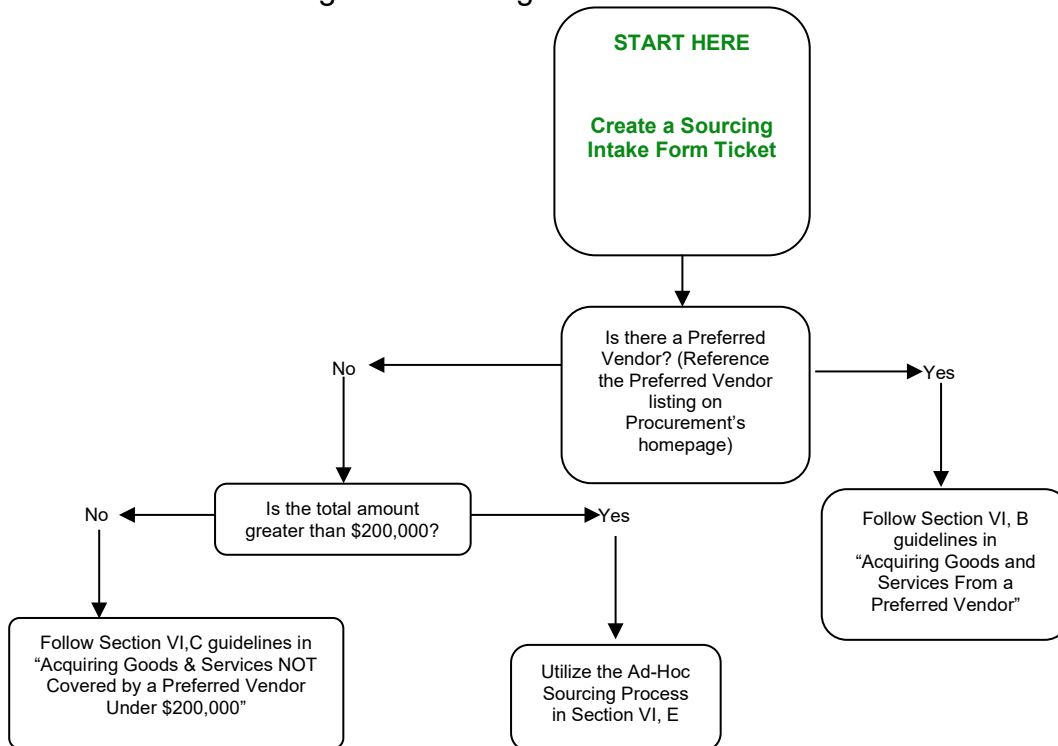 START HERE
Create a Sourcing
Intake Form Ticket
Is there a Preferred
Vendor? (Reference
the Preferred Vendor
listing on
Procurement’s
homepage)
No
Yes
Is the total amount
greater than $200,000?
No
Yes
Follow Section VI, B
guidelines in
“Acquiring Goods and
Services From a
Preferred Vendor”
Follow Section VI,C guidelines in
“Acquiring Goods & Services NOT
Covered by a Preferred Vendor
Under $200,000”
Utilize the Ad-Hoc
Sourcing Process
in Section VI, E